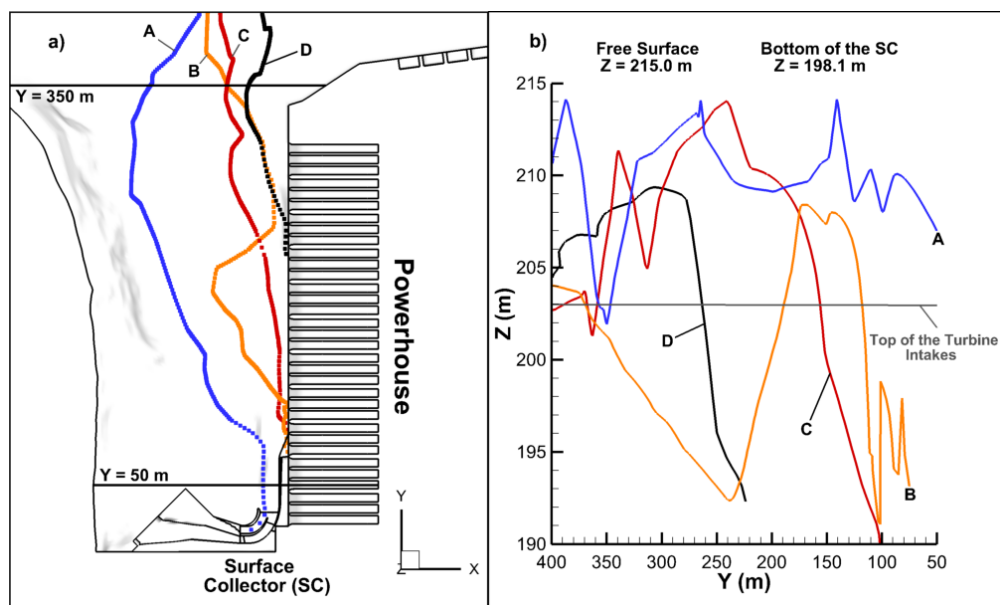 a)
A
B
C
D
Y = 350 m
Powerhouse
Y = 50 m
Surface
Collector (SC)
Y
Z
X
b)
Free Surface
Z = 215.0 m
Bottom of the SC
Z = 198.1 m
215
210
205
200
195
190
Z (m)
A
D
Top of the Turbine
Intakes
C
B
400
350
300
250
200
150
100
50
Y (m)